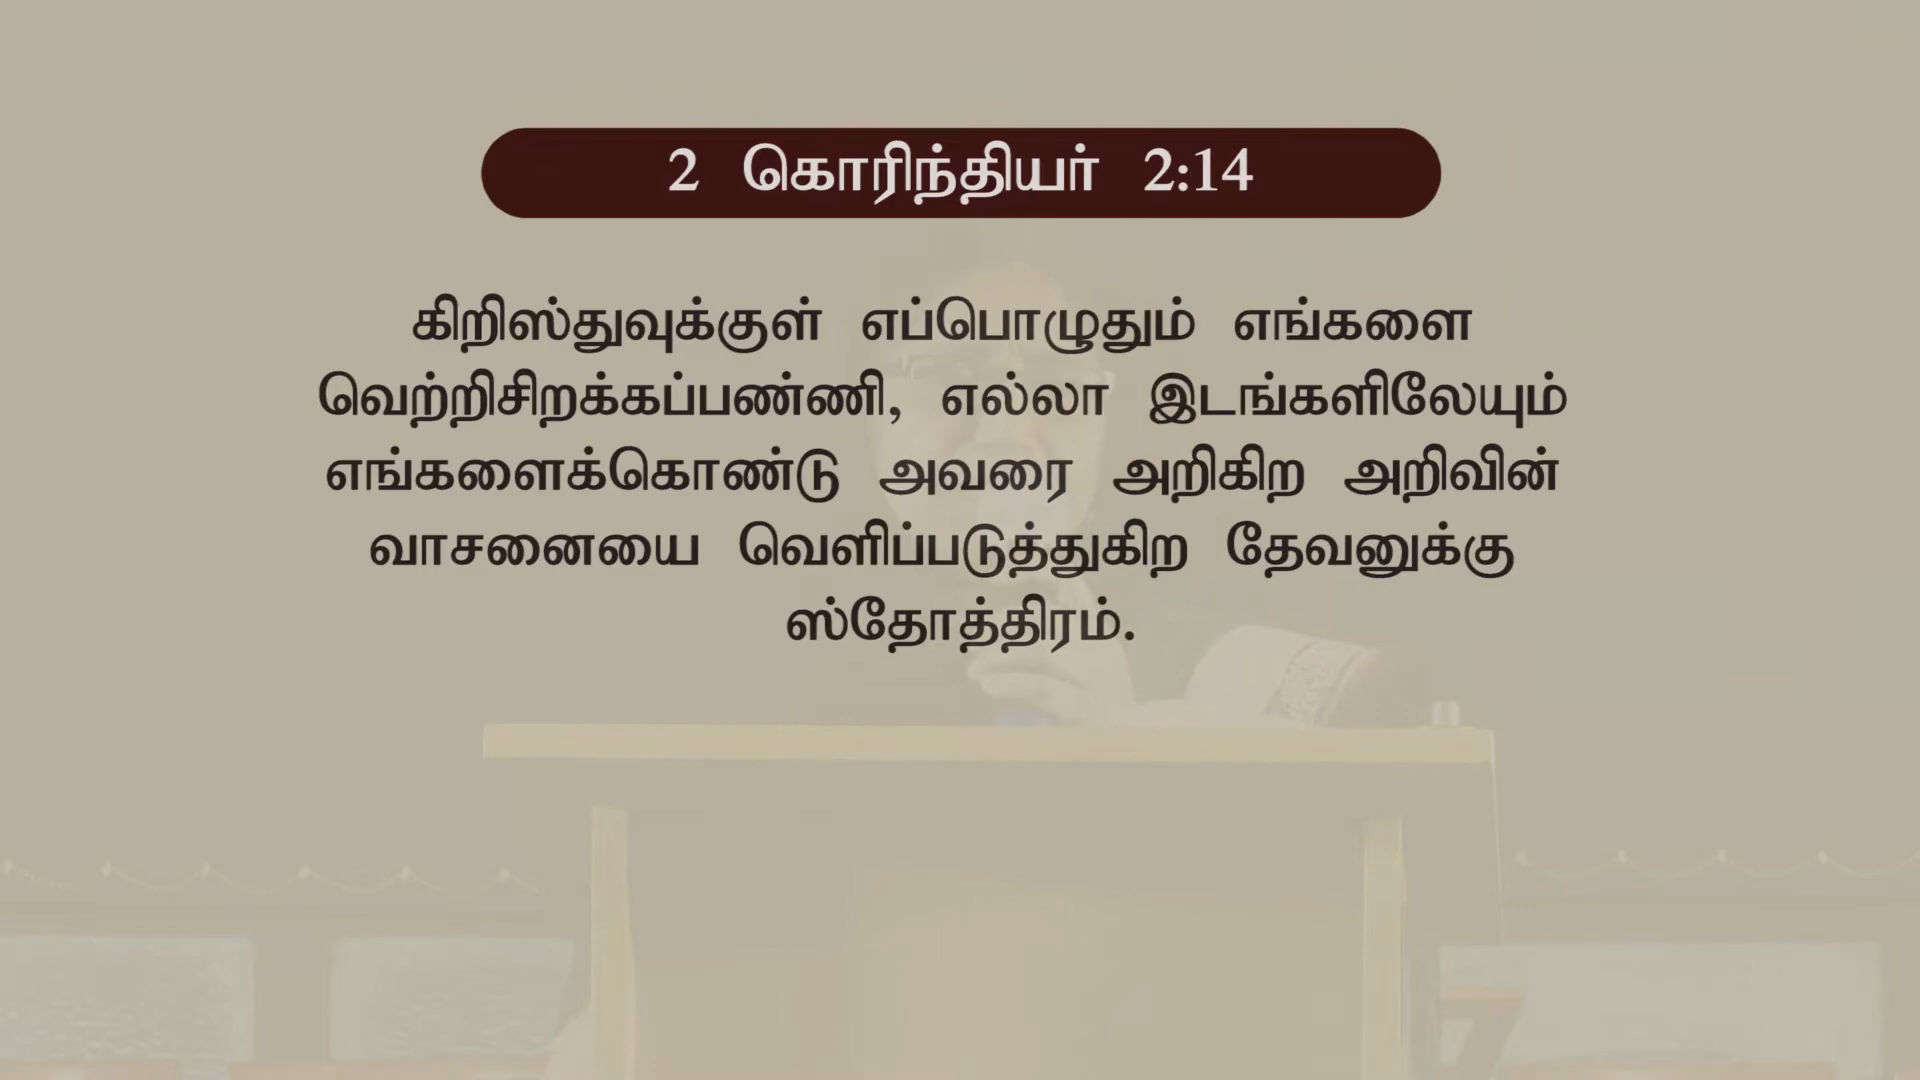 2 கொரிந்தியர் 2:14
கிறிஸ்துவுக்குள் எப்பொழுதும் எங்களை
வெற்றிசிறக்கப்பண்ணி, எல்லா இடங்களிலேயும்
எங்களைக்கொண்டு அவரை அறிகிற அறிவின்
வாசனையை வெளிப்படுத்துகிற தேவனுக்கு
ஸ்தோத்திரம்.